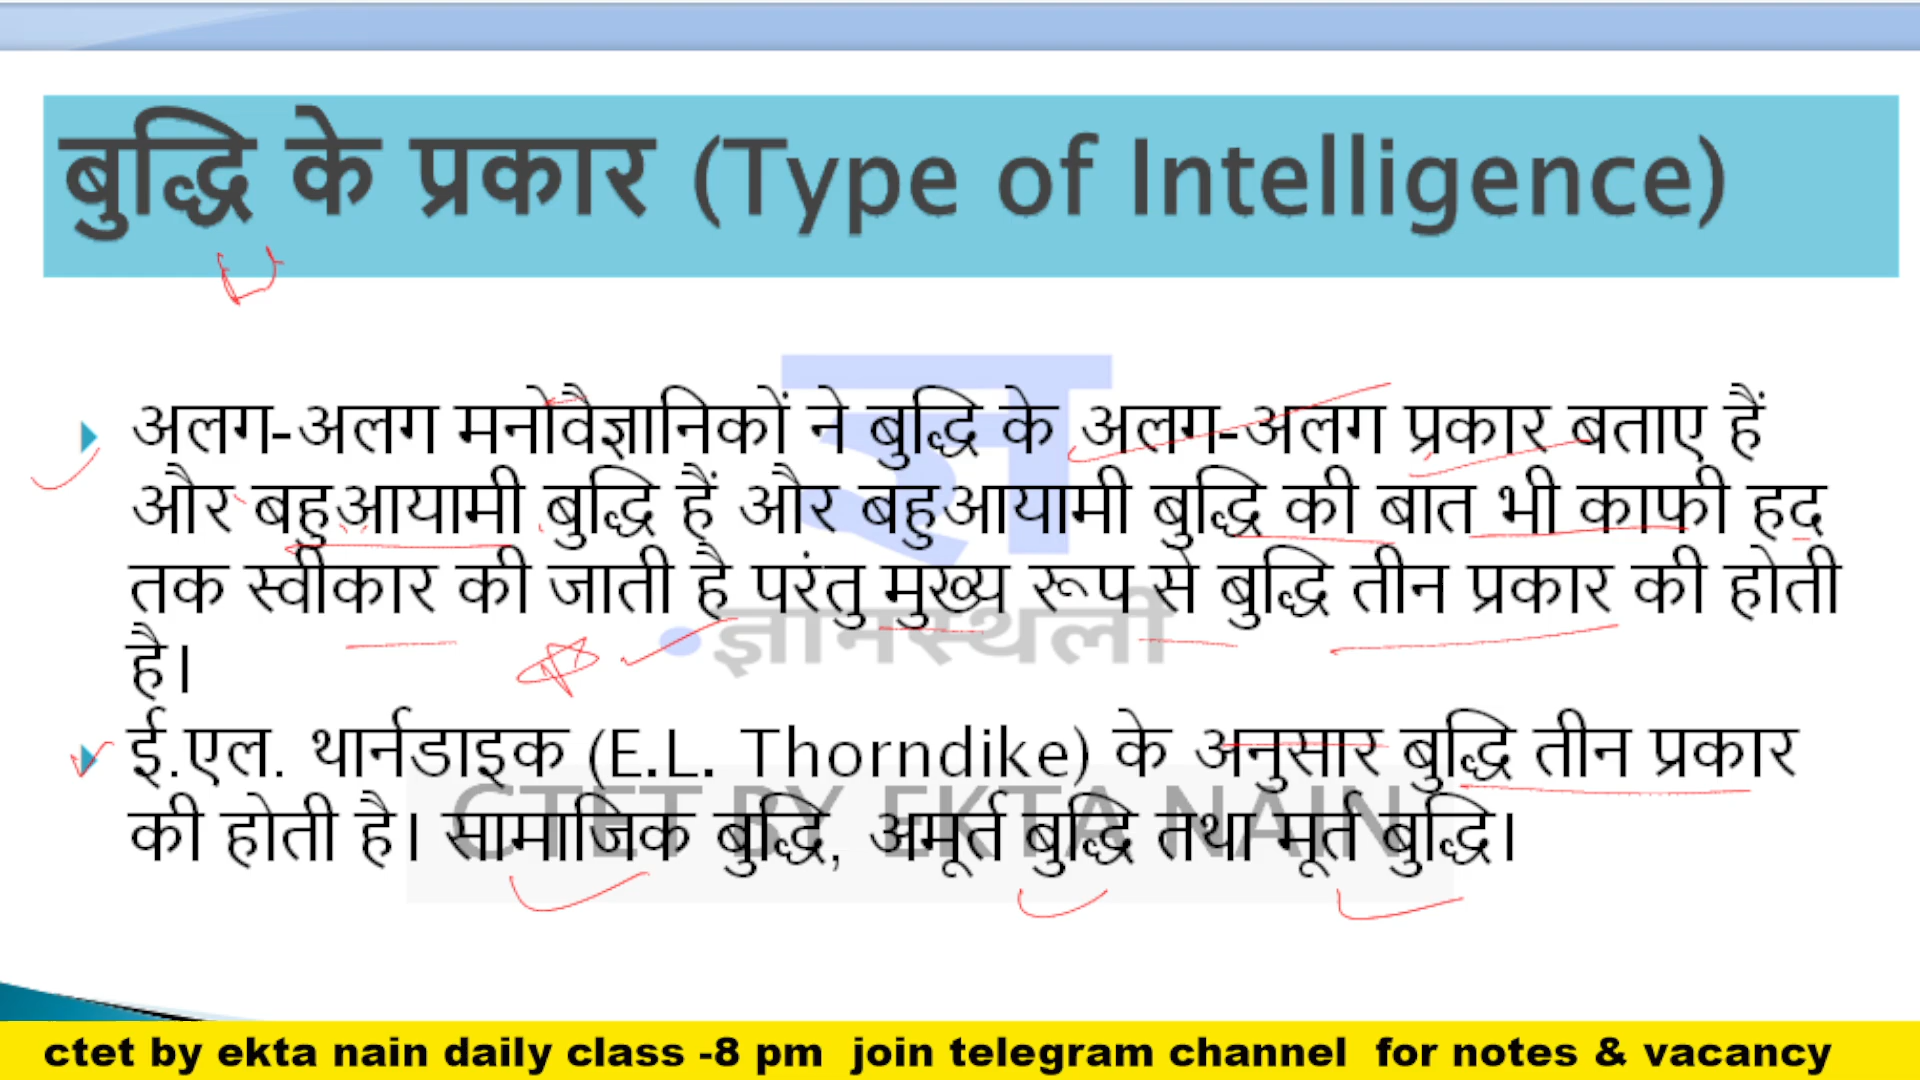 बुद्धि के प्रकार (Type of Intelligence)
अलग-अलग मनोवैज्ञानिकों ने बुद्धि के अलग-अलग प्रकार बताए हैं
और बहुआयामी बुद्धि हैं और बहुआयामी बुद्धि की बात भी काफी हद
तक स्वीकार की जाती है परंतु मुख्य रूप से बुद्धि तीन प्रकार की होती
है।
ज्ञानस्थली
ई.एल. थार्नडाइक (E.L. Thorndike) के अनुसार बुद्धि तीन प्रकार
की होती है। सामाजिक बुद्धि, अमूर्त बुद्धि तथा मूर्त बुद्धि।
CTET BY EKTA NAIN
ctet by ekta nain daily class -8 pm join telegram channel for notes & vacancy